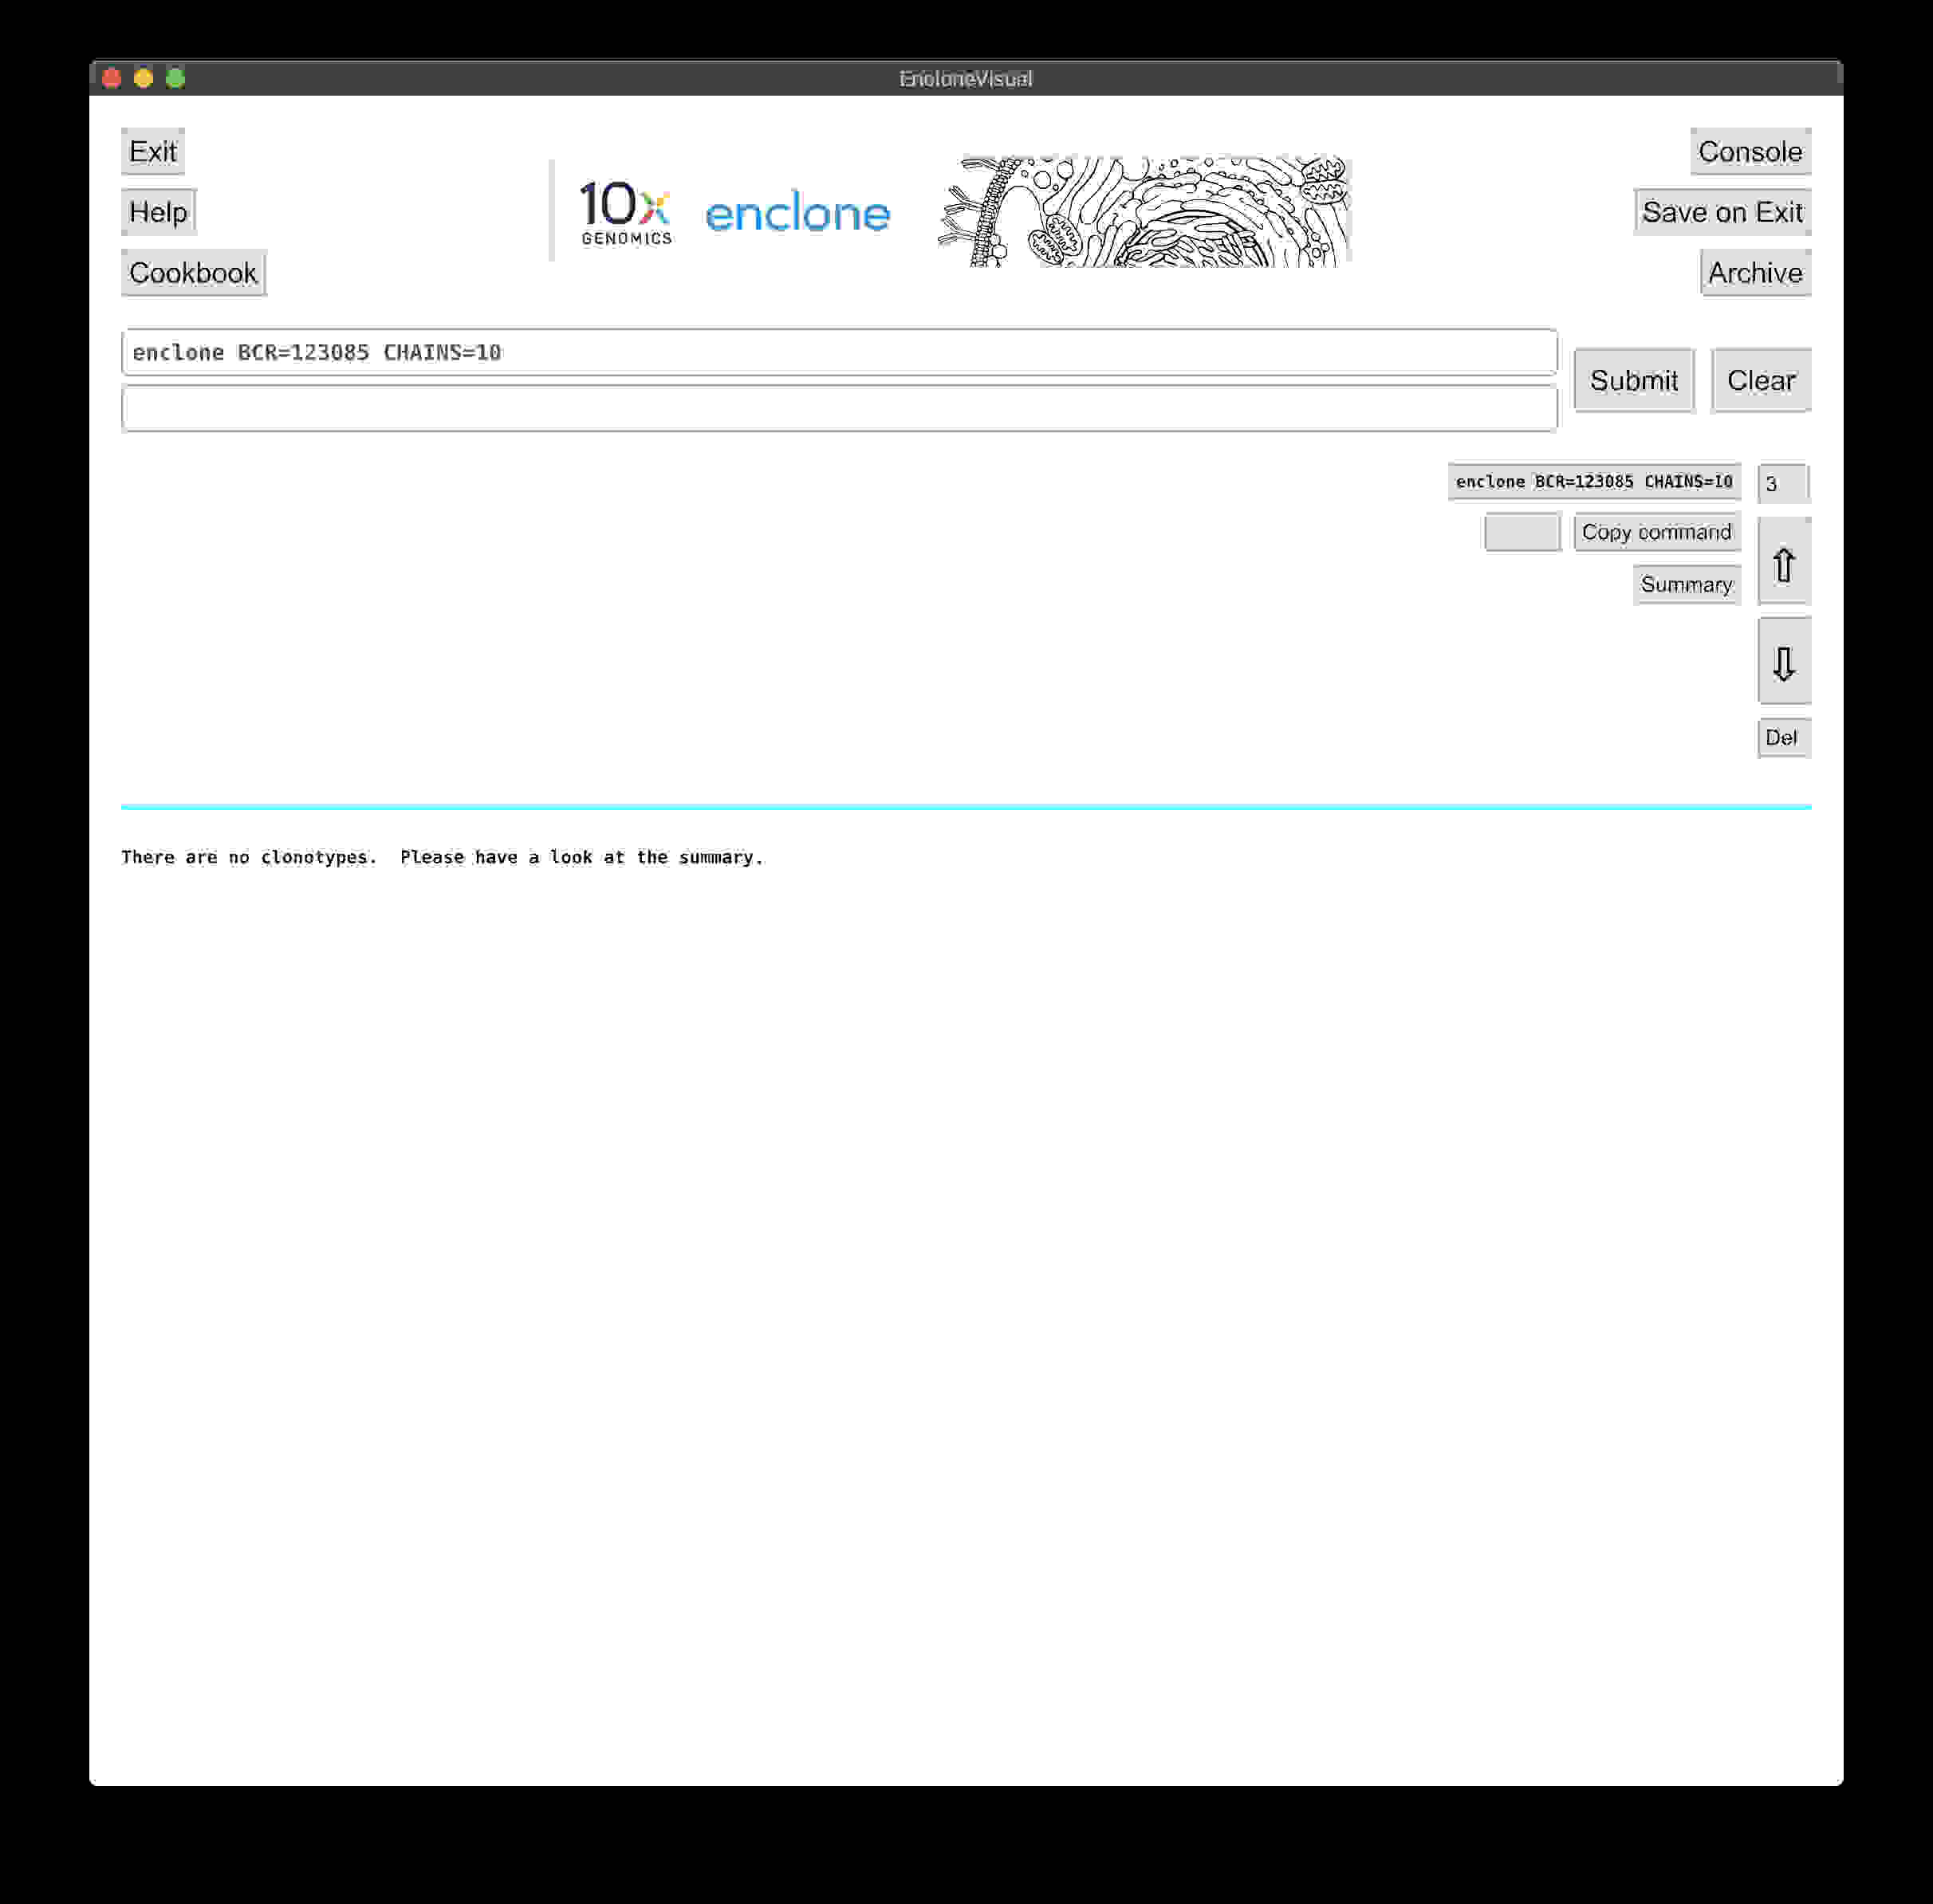 EncloneVisual
Exit
Console
Help
10x
GENOMICS
enclone
Save on Exit
Cookbook
Archive
enclone BCR=123085 CHAINS=10
Submit
Clear
enclone BCR=123085 CHAINS=10
3
Copy command
⇧
Summary
⇩
Del
There are no clonotypes.  Please have a look at the summary.